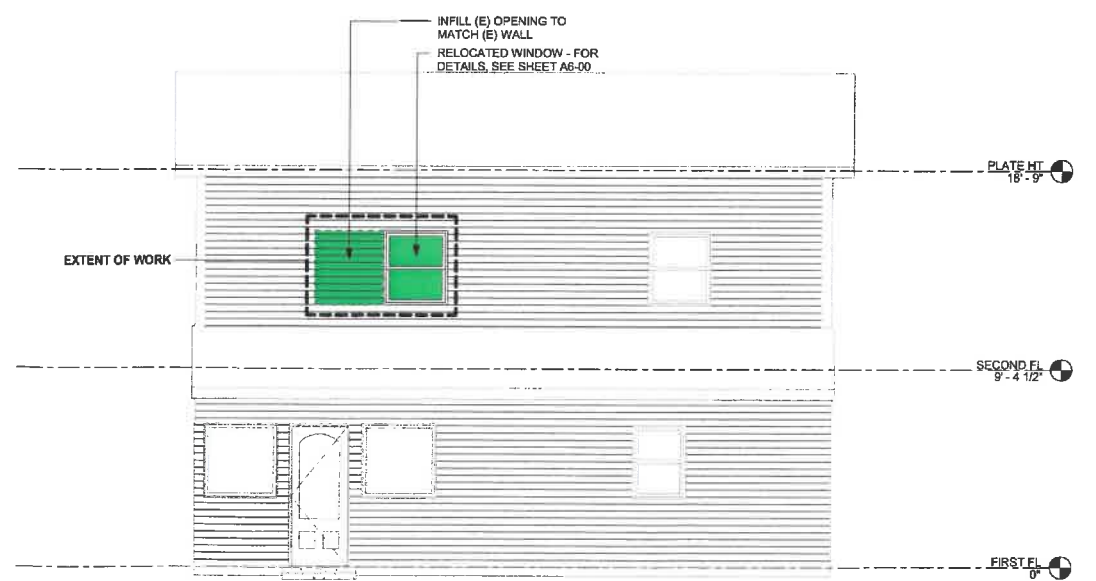 INFILL (E) OPENING TO
MATCH (E) WALL
RELOCATED WINDOW - FOR
DETAILS, SEE SHEET A6-00
PLATE HT
18' - 9"
EXTENT OF WORK
SECOND FL
9' - 4 1/2"
FIRST FL
0"